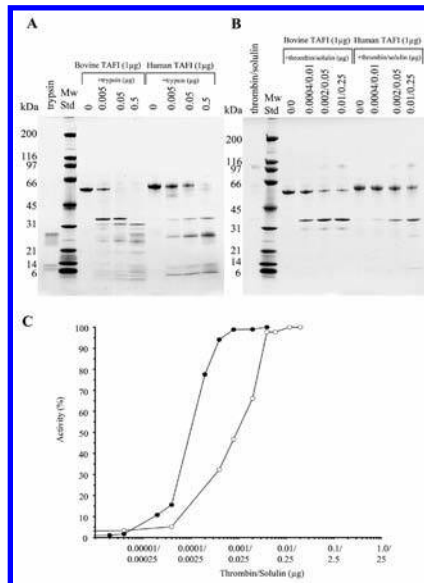 A
Bovine TAFI (1µg) Human TAFI (1µg)
+trypsin (µg) +trypsin (µg)
kDa trypsin Mw Std 0 0.005 0.05 0.5 0 0.005 0.05 0.5
200
116
97
66
45
31
21
14
6
B
Bovine TAFI (1µg) Human TAFI (1µg)
+thrombin/solulin (µg) +thrombin/solulin (µg)
kDa thrombin/solulin Mw Std 0/0 0.0004/0.01 0.002/0.05 0.01/0.25 0/0 0.0004/0.01 0.002/0.05 0.01/0.25
200
116
97
66
45
31
21
14
6
C
Activity (%)
100
90
80
70
60
50
40
30
20
10
0
0.00001/ 0.0001/ 0.001/ 0.01/ 0.1/ 1.0/
0.00025 0.0025 0.025 0.25 2.5 25
Thrombin/Solulin (µg)